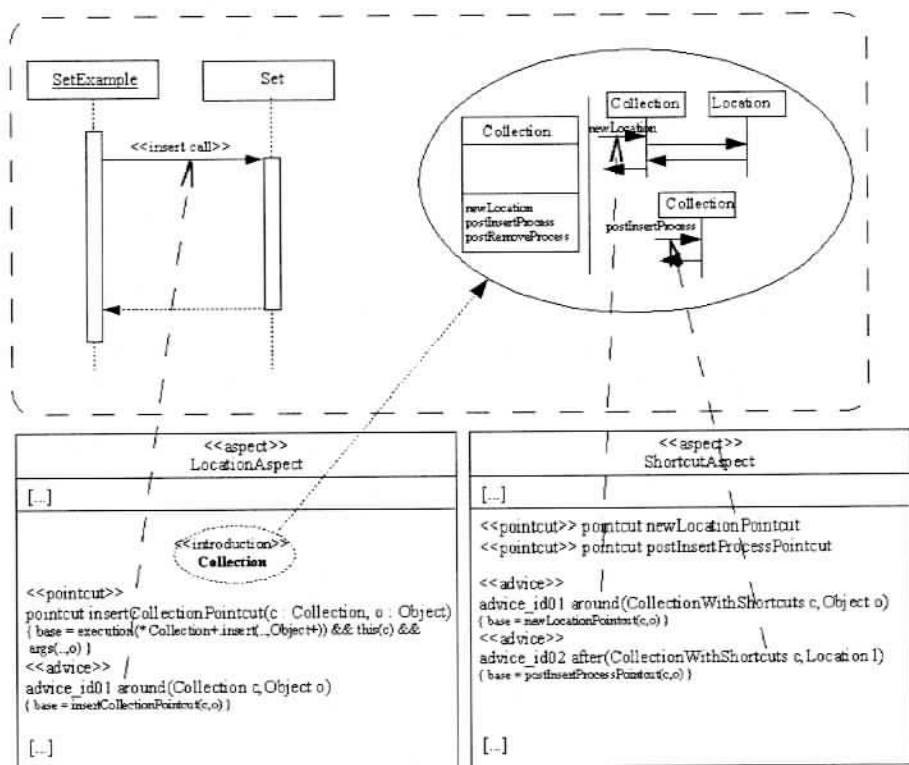 SetExample
Set
<<insert call>>
Collection
newLocation
postInsertProcess
postRemoveProcess
Collection
Location
newLocation
Collection
postInsertProcess
<<aspect>>
LocationAspect
[...]
<<introduction>>
Collection
<<pointcut>>
pointcut insertCollectionPointcut(c : Collection, o : Object)
{ base = execution(* Collection+.insert(..,Object+)) && this(c) &&
args(..,o) }
<<advice>>
advice_id01 around(Collection c,Object o)
{ base = insertCollectionPointcut(c,o) }
[...]
<<aspect>>
ShortcutAspect
[...]
<<pointcut>> pointcut newLocationPointcut
<<pointcut>> pointcut postInsertProcessPointcut
<<advice>>
advice_id01 around(CollectionWithShortcuts c,Object o)
{ base = newLocationPointcut(c,o) }
<<advice>>
advice_id02 after(CollectionWithShortcuts c,Location l)
{ base = postInsertProcessPointcut(c,o) }
[...]